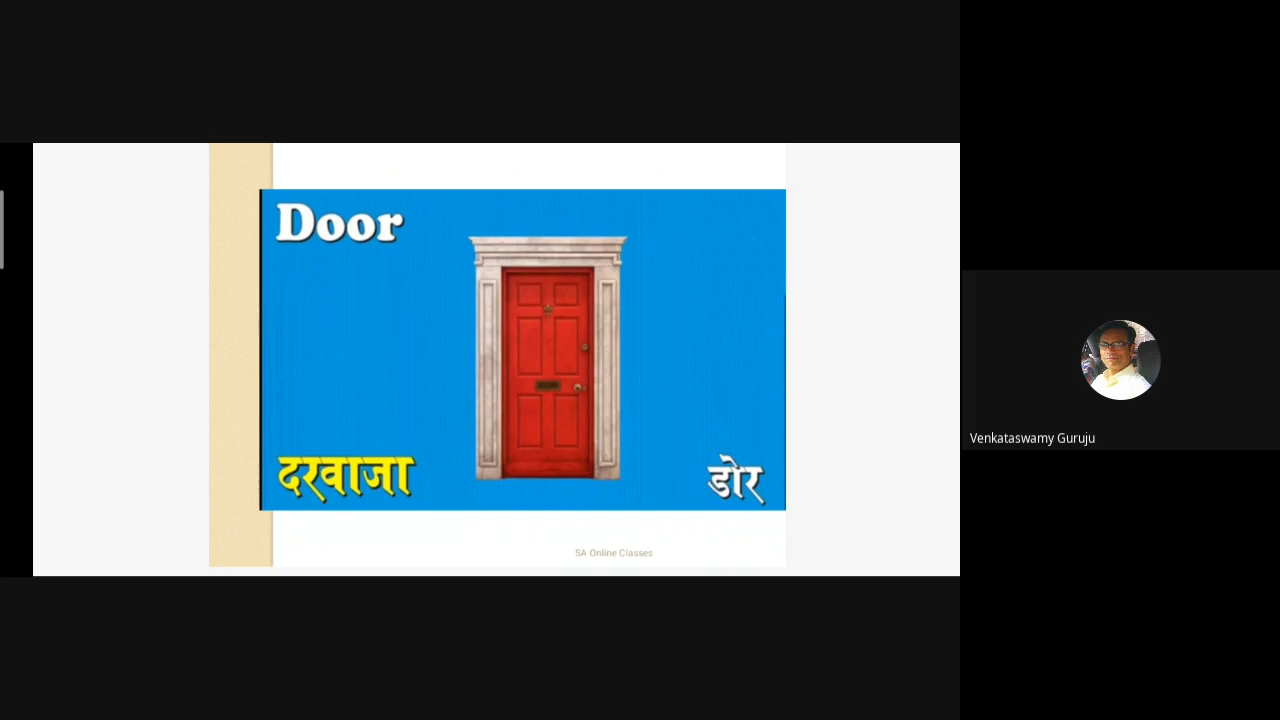 Door
दरवाजा
डोर
SA Online Classes
Venkataswamy Guruju